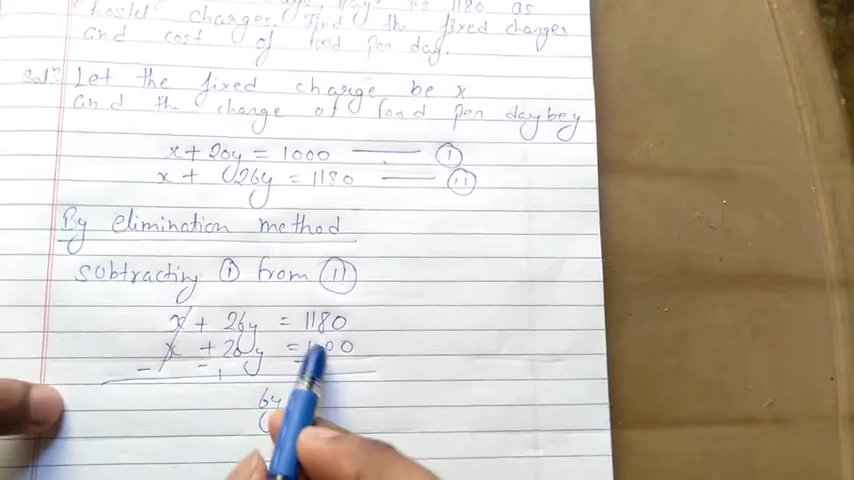 1180 as
hostel charges. Find the fixed charges
and cost of food per day.
Sol? Let the fixed charge be x
and the charge of food per day be y
x + 20y = 1000 ——— (I)
x + 26y = 1180 —— (II)
By elimination method
subtracting (I) from (II)
x + 26y = 1180
x + 20y = 1000
- - -
6y